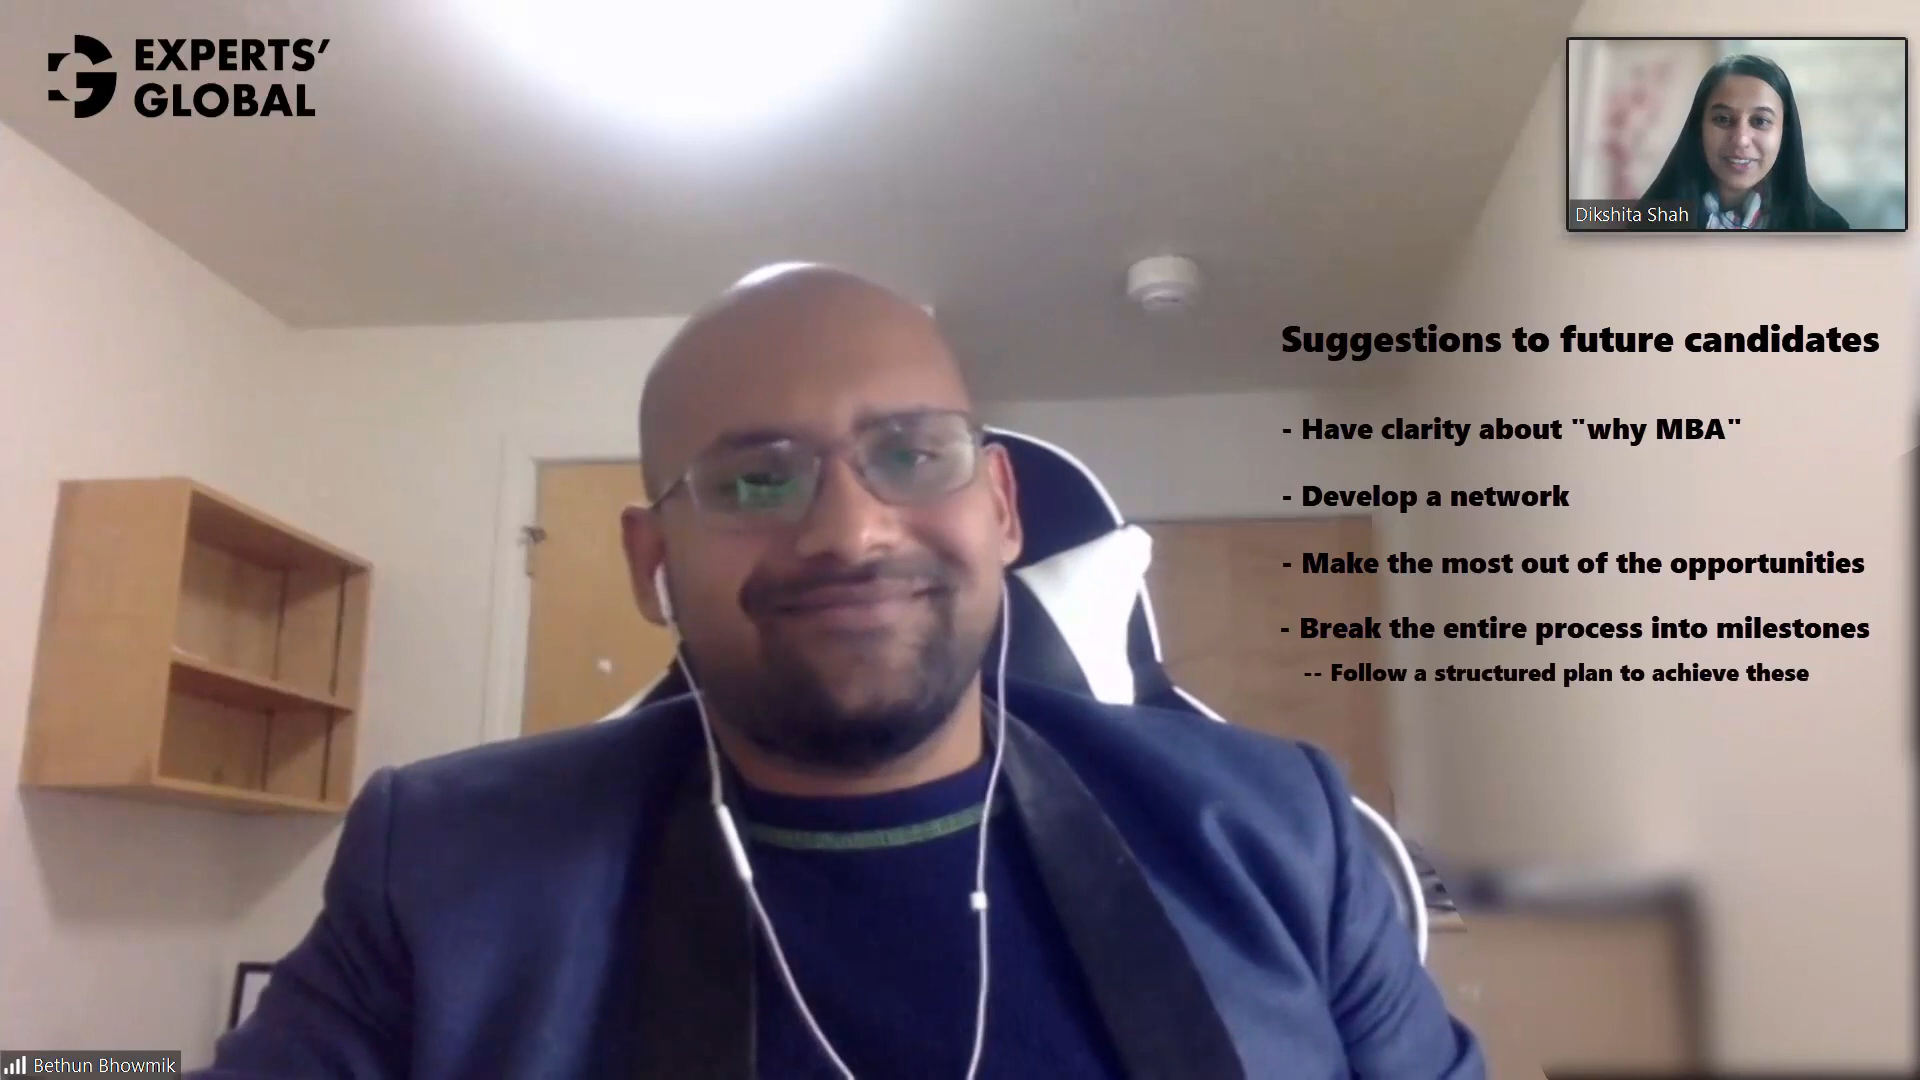 EXPERTS’
GLOBAL
Dikshita Shah
Suggestions to future candidates
- Have clarity about "why MBA"
- Develop a network
- Make the most out of the opportunities
- Break the entire process into milestones
-- Follow a structured plan to achieve these
Bethun Bhowmik